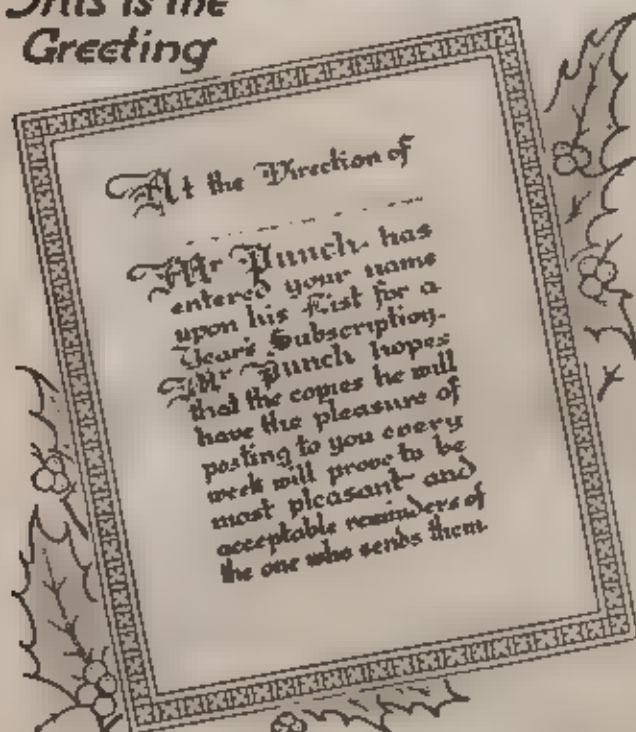 This is the
Greeting
At the Direction of
Mr Punch has
entered your name
upon his List for a
Year's Subscription.
Mr Punch hopes
that the copies he will
have the pleasure of
posting to you every
week will prove to be
most pleasant and
acceptable reminders of
the one who sends them.